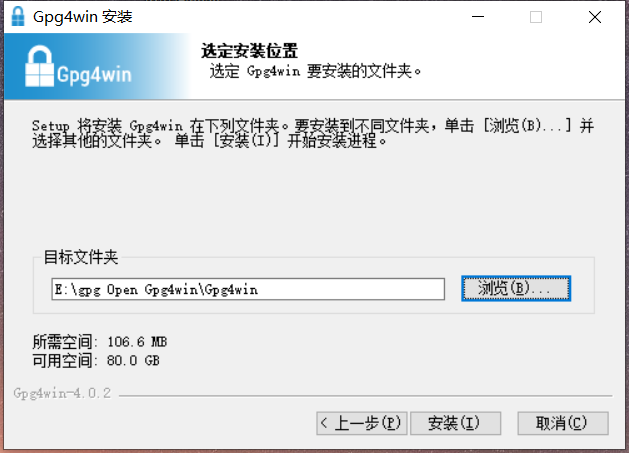 Gpg4win 安装
Gpg4win
选定安装位置
选定 Gpg4win 要安装的文件夹。
Setup 将安装 Gpg4win 在下列文件夹。要安装到不同文件夹，单击 [浏览(B)...] 并
选择其他的文件夹。 单击 [安装(I)] 开始安装进程。
目标文件夹
E:\gpg Open Gpg4win\Gpg4win
浏览(B)...
所需空间: 106.6 MB
可用空间: 80.0 GB
Gpg4win-4.0.2
< 上一步(P)
安装(I)
取消(C)